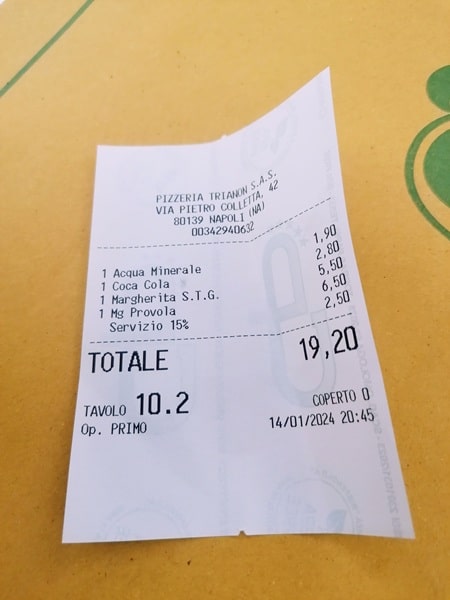 PIZZERIA TRIANON S.A.S.
VIA PIETRO COLLETTA, 42
80139 NAPOLI (NA)
00342940632
1 Acqua Minerale 1,90
1 Coca Cola 2,80
1 Margherita S.T.G. 5,50
1 Mg Provola 6,50
Servizio 15% 2,50
TOTALE 19,20
TAVOLO 10.2 COPERTO 0
Op. PRIMO 14/01/2024 20:45